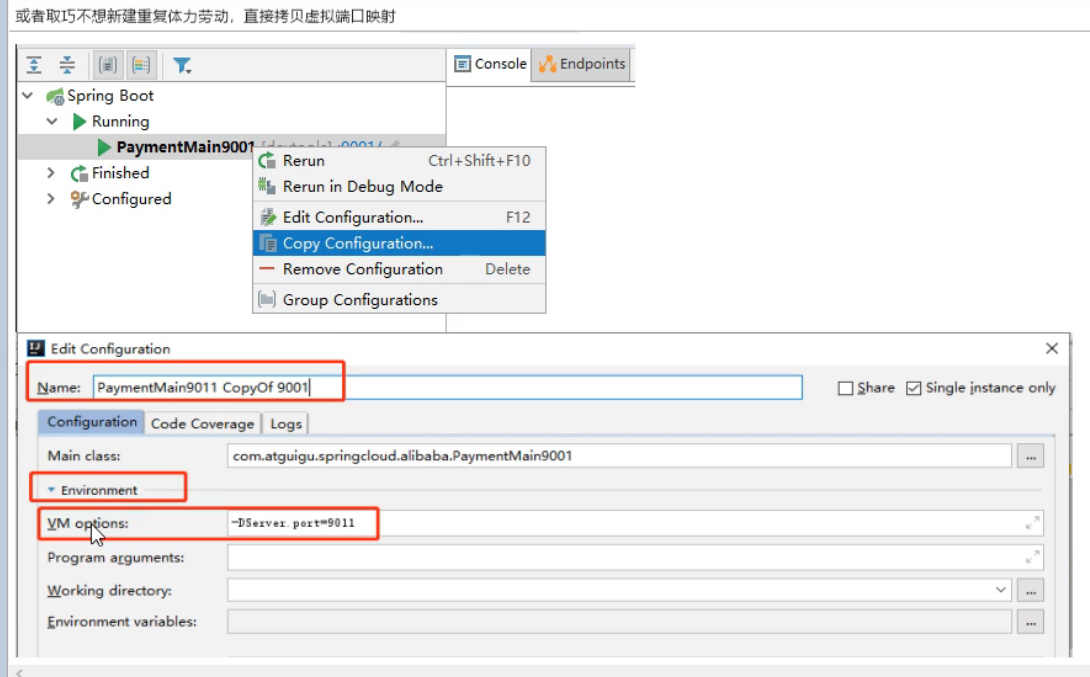 或者取巧不想新建重复体力劳动，直接拷贝虚拟端口映射
Console Endpoints
Spring Boot
Running
PaymentMain9001 [devtools] :9001/
Rerun Ctrl+Shift+F10
Finished
Rerun in Debug Mode
Configured
Edit Configuration... F12
Copy Configuration...
Remove Configuration Delete
Group Configurations
Edit Configuration
Name: PaymentMain9011 CopyOf 9001 Share Single instance only
Configuration Code Coverage Logs
Main class: com.atguigu.springcloud.alibaba.PaymentMain9001 ...
Environment
VM options: -DServer.port=9011
Program arguments:
Working directory: ...
Environment variables: ...